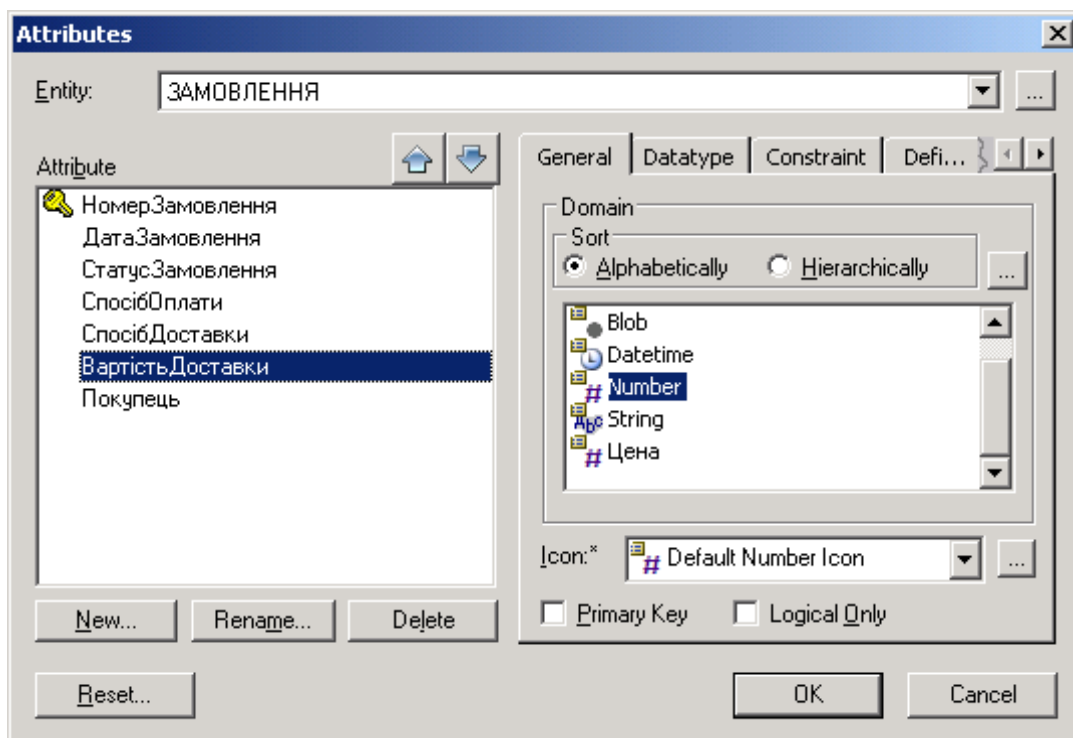 Attributes
Entity: ЗАМОВЛЕННЯ ...
Attribute
НомерЗамовлення
ДатаЗамовлення
СтатусЗамовлення
СпосібОплати
СпосібДоставки
ВартістьДоставки
Покупець
New... Rename... Delete
General Datatype Constraint Defi...
Domain
Sort
Alphabetically Hierarchically ...
Blob
Datetime
Number
String
Цена
Icon:* Default Number Icon ...
Primary Key Logical Only
Reset... OK Cancel